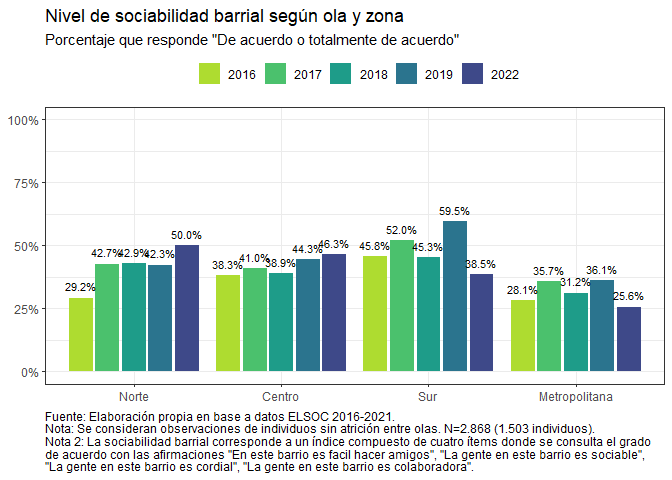 Nivel de sociabilidad barrial según ola y zona
Porcentaje que responde "De acuerdo o totalmente de acuerdo"
2016 2017 2018 2019 2022
100%
75%
50%
25%
0%
29.2% 42.7% 42.9% 42.3% 50.0%
38.3% 41.0% 38.9% 44.3% 46.3%
45.8% 52.0% 45.3% 59.5% 38.5%
28.1% 35.7% 31.2% 36.1% 25.6%
Norte Centro Sur Metropolitana
Fuente: Elaboración propia en base a datos ELSOC 2016-2021.
Nota: Se consideran observaciones de individuos sin atrición entre olas. N=2.868 (1.503 individuos).
Nota 2: La sociabilidad barrial corresponde a un índice compuesto de cuatro ítems donde se consulta el grado
de acuerdo con las afirmaciones "En este barrio es facil hacer amigos", "La gente en este barrio es sociable",
"La gente en este barrio es cordial", "La gente en este barrio es colaboradora".